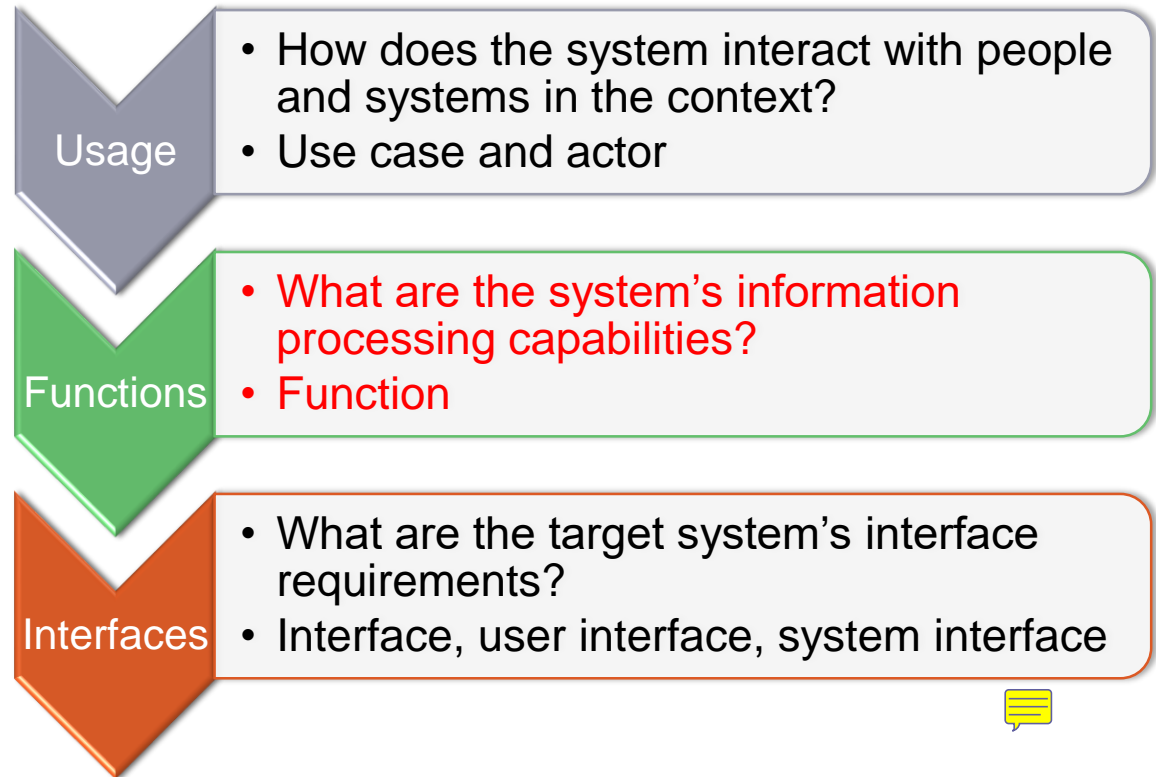 • How does the system interact with people
and systems in the context?
Usage
• Use case and actor
• What are the system’s information
processing capabilities?
Functions
• Function
• What are the target system’s interface
requirements?
Interfaces
• Interface, user interface, system interface